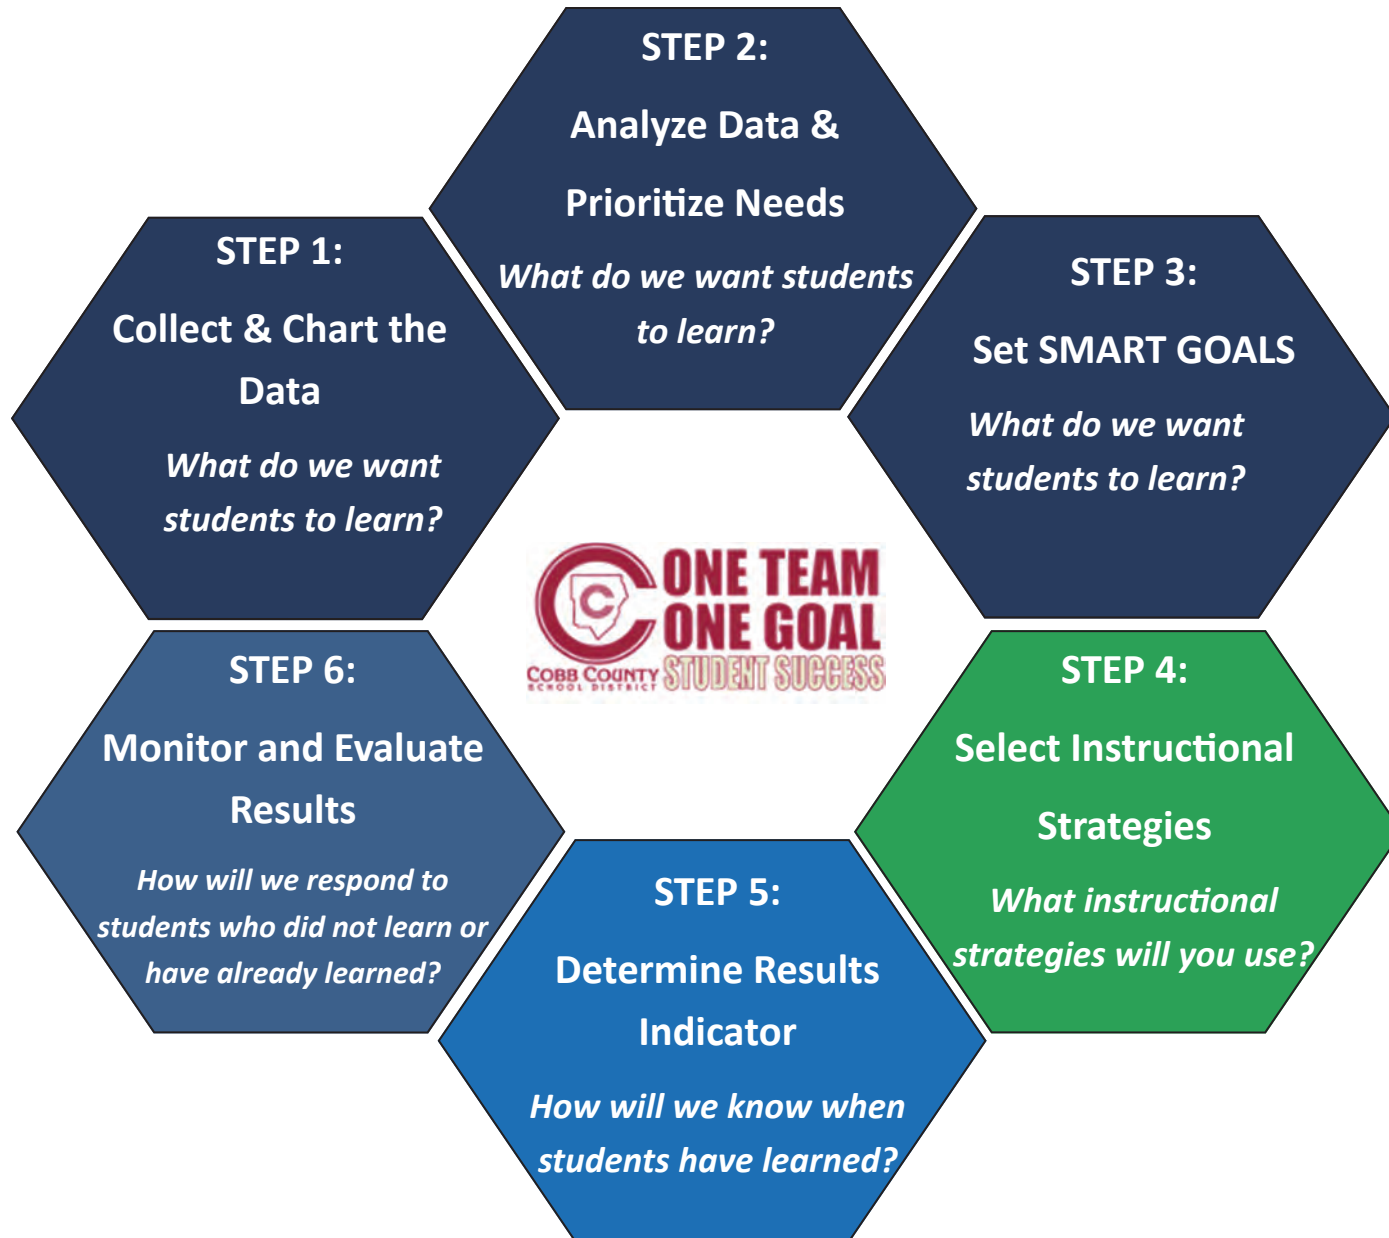 STEP 1:
Collect & Chart the
Data
What do we want
students to learn?
STEP 2:
Analyze Data &
Prioritize Needs
What do we want students
to learn?
STEP 3:
Set SMART GOALS
What do we want
students to learn?
STEP 4:
Select Instructional
Strategies
What instructional
strategies will you use?
STEP 5:
Determine Results
Indicator
How will we know when
students have learned?
STEP 6:
Monitor and Evaluate
Results
How will we respond to
students who did not learn or
have already learned?
C
COBB COUNTY
SCHOOL DISTRICT
ONE TEAM
ONE GOAL
STUDENT SUCCESS